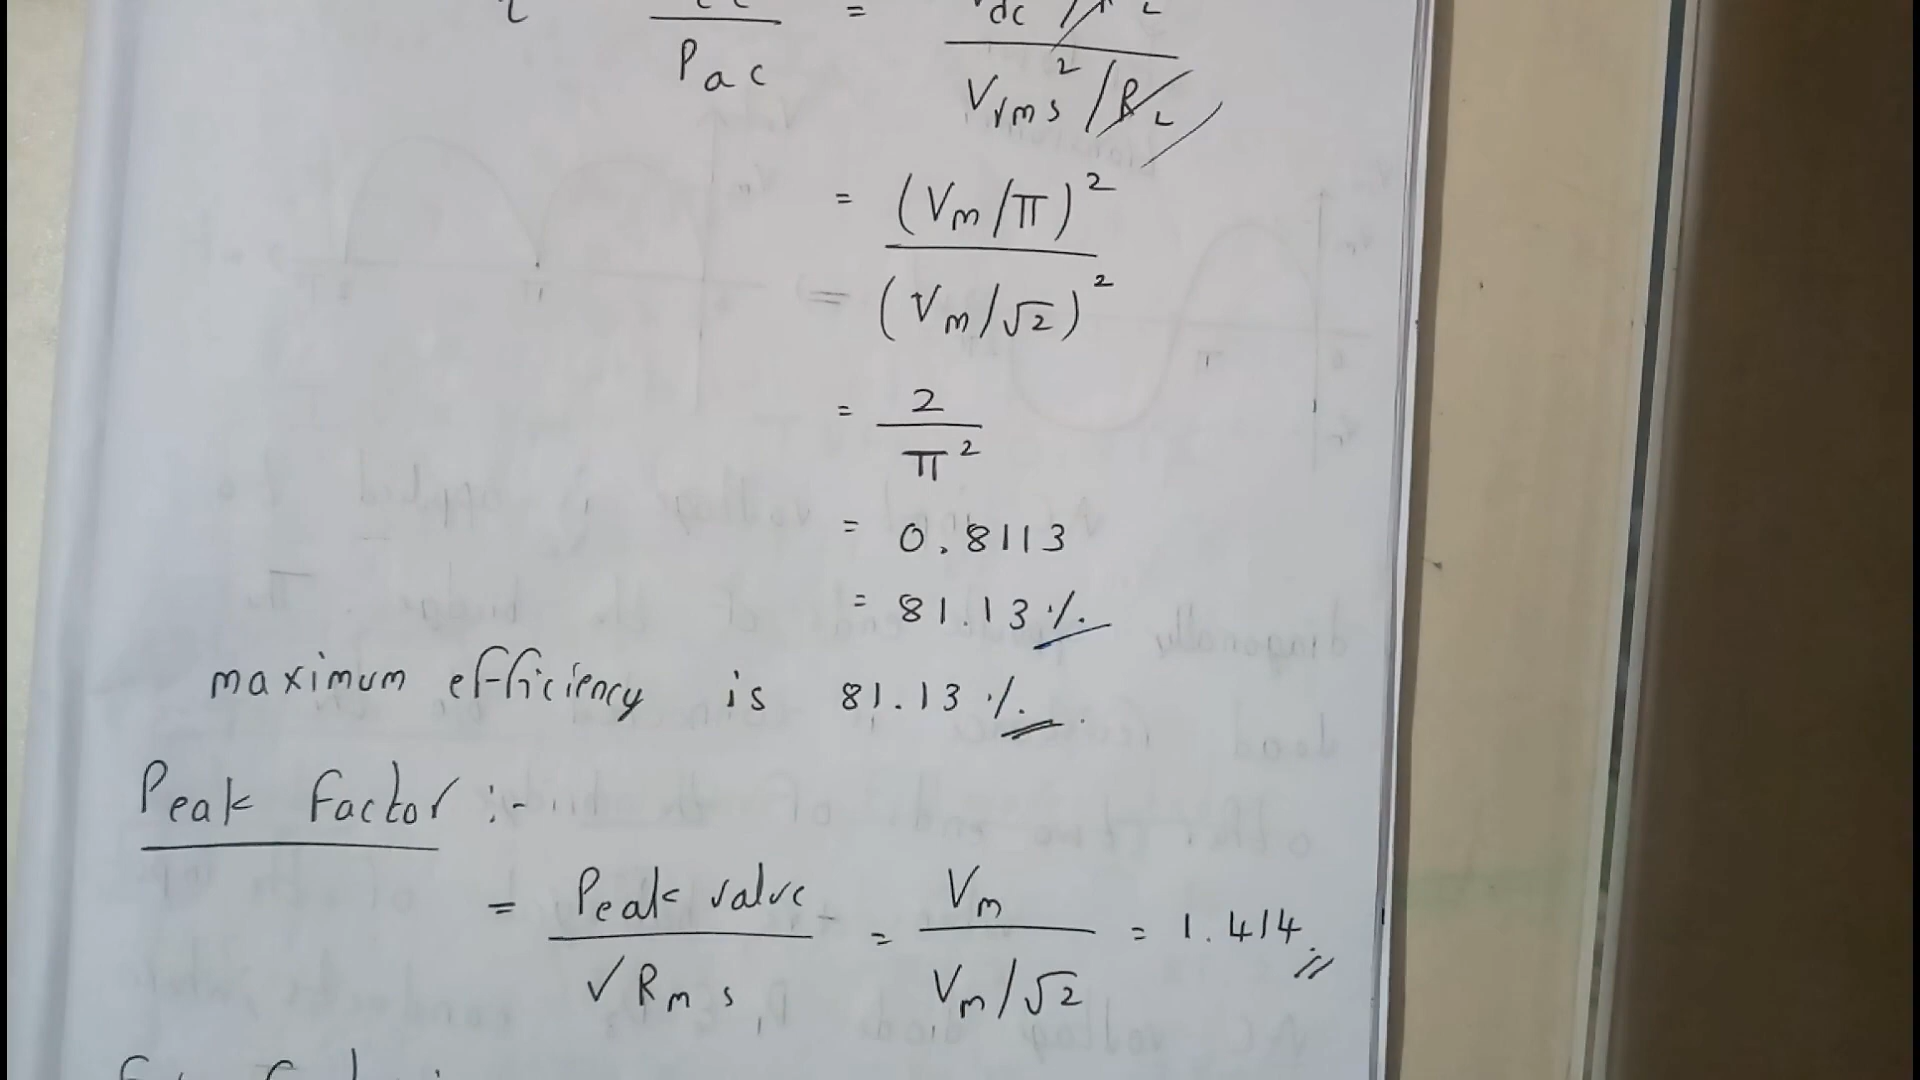 Pac = Vrms²/RL
= (Vm/π)²
(Vm/√2)²
= 2/π²
= 0.8113
= 81.13 %
maximum efficiency is 81.13 %.
Peak Factor :-
= Peak value / √Rms = Vm / Vm/√2 = 1.414